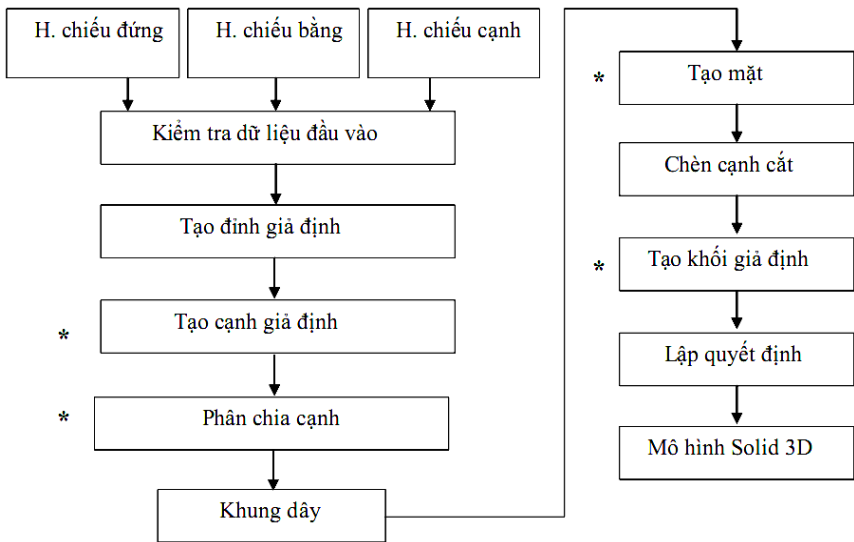 H. chiếu đứng
H. chiếu bằng
H. chiếu cạnh
Kiểm tra dữ liệu đầu vào
Tạo đỉnh giả định
*
Tạo cạnh giả định
*
Phân chia cạnh
Khung dây
*
Tạo mặt
Chèn cạnh cắt
*
Tạo khối giả định
Lập quyết định
Mô hình Solid 3D